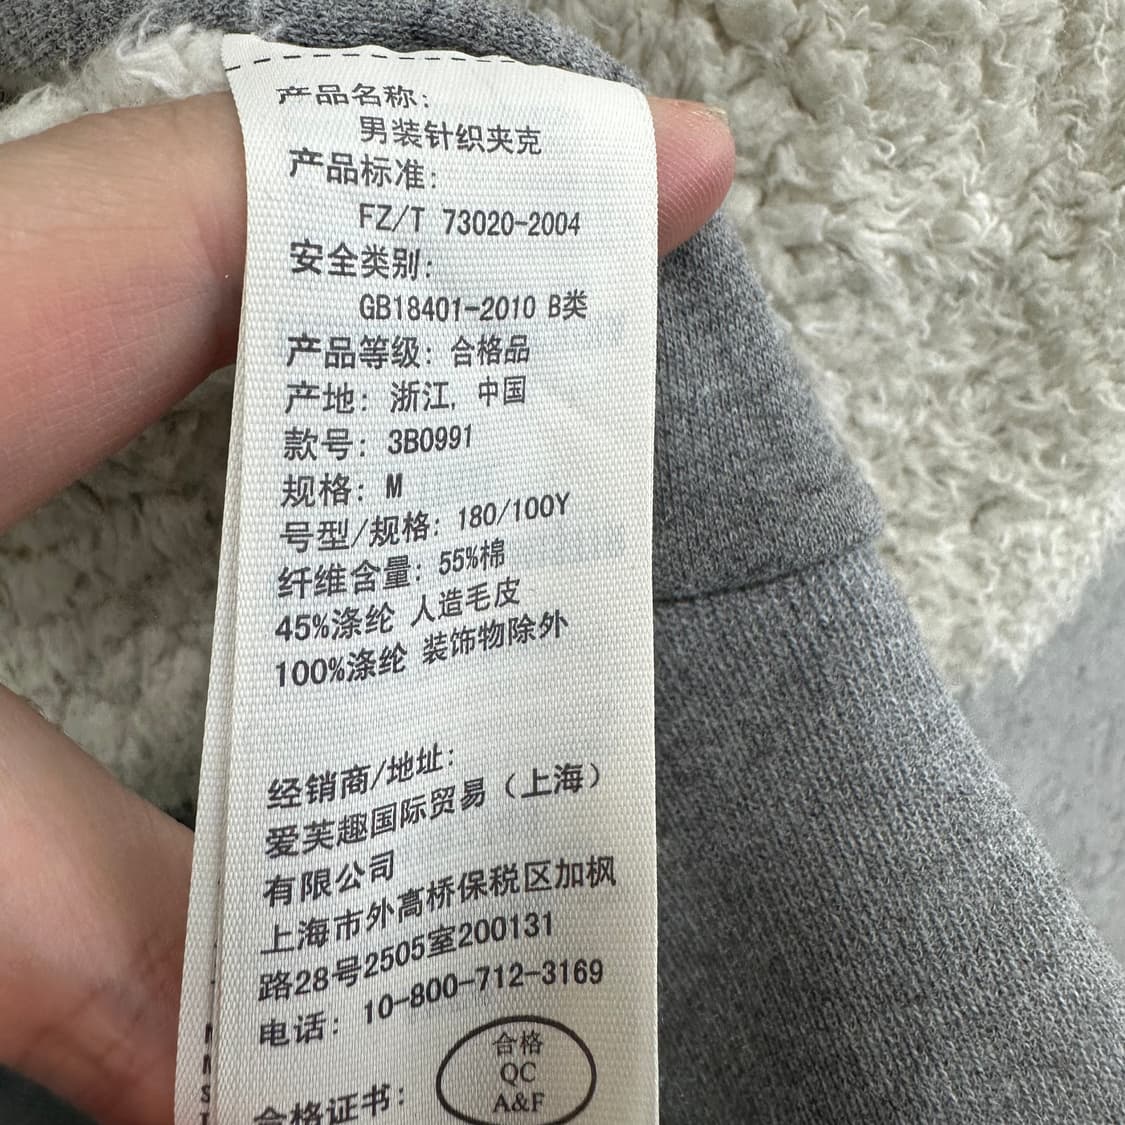 产品名称:
男装针织夹克
产品标准:
FZ/T 73020-2004
安全类别:
GB18401-2010 B类
产品等级: 合格品
产地: 浙江, 中国
款号: 3B0991
规格: M
号型/规格: 180/100Y
纤维含量: 55%棉
45%涤纶 人造毛皮
100%涤纶 装饰物除外
经销商/地址:
爱芙趣国际贸易（上海）
有限公司
上海市外高桥保税区加枫
路28号2505室200131
电话: 10-800-712-3169
合格证书:
合格
QC
A&F